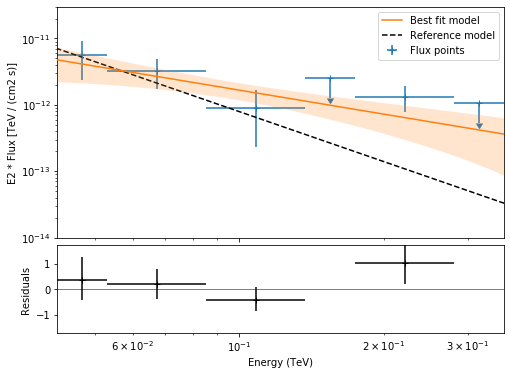 Best fit model
Reference model
Flux points
E2 * Flux [TeV / (cm2 s)]
10⁻¹¹
10⁻¹²
10⁻¹³
10⁻¹⁴
Residuals
1
0
−1
6 × 10⁻²
10⁻¹
2 × 10⁻¹
3 × 10⁻¹
Energy (TeV)